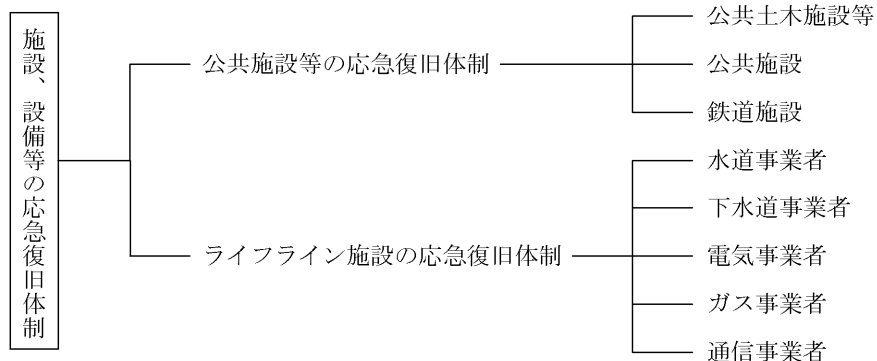 施設、設備等の応急復旧体制
公共施設等の応急復旧体制
公共土木施設等
公共施設
鉄道施設
ライフライン施設の応急復旧体制
水道事業者
下水道事業者
電気事業者
ガス事業者
通信事業者